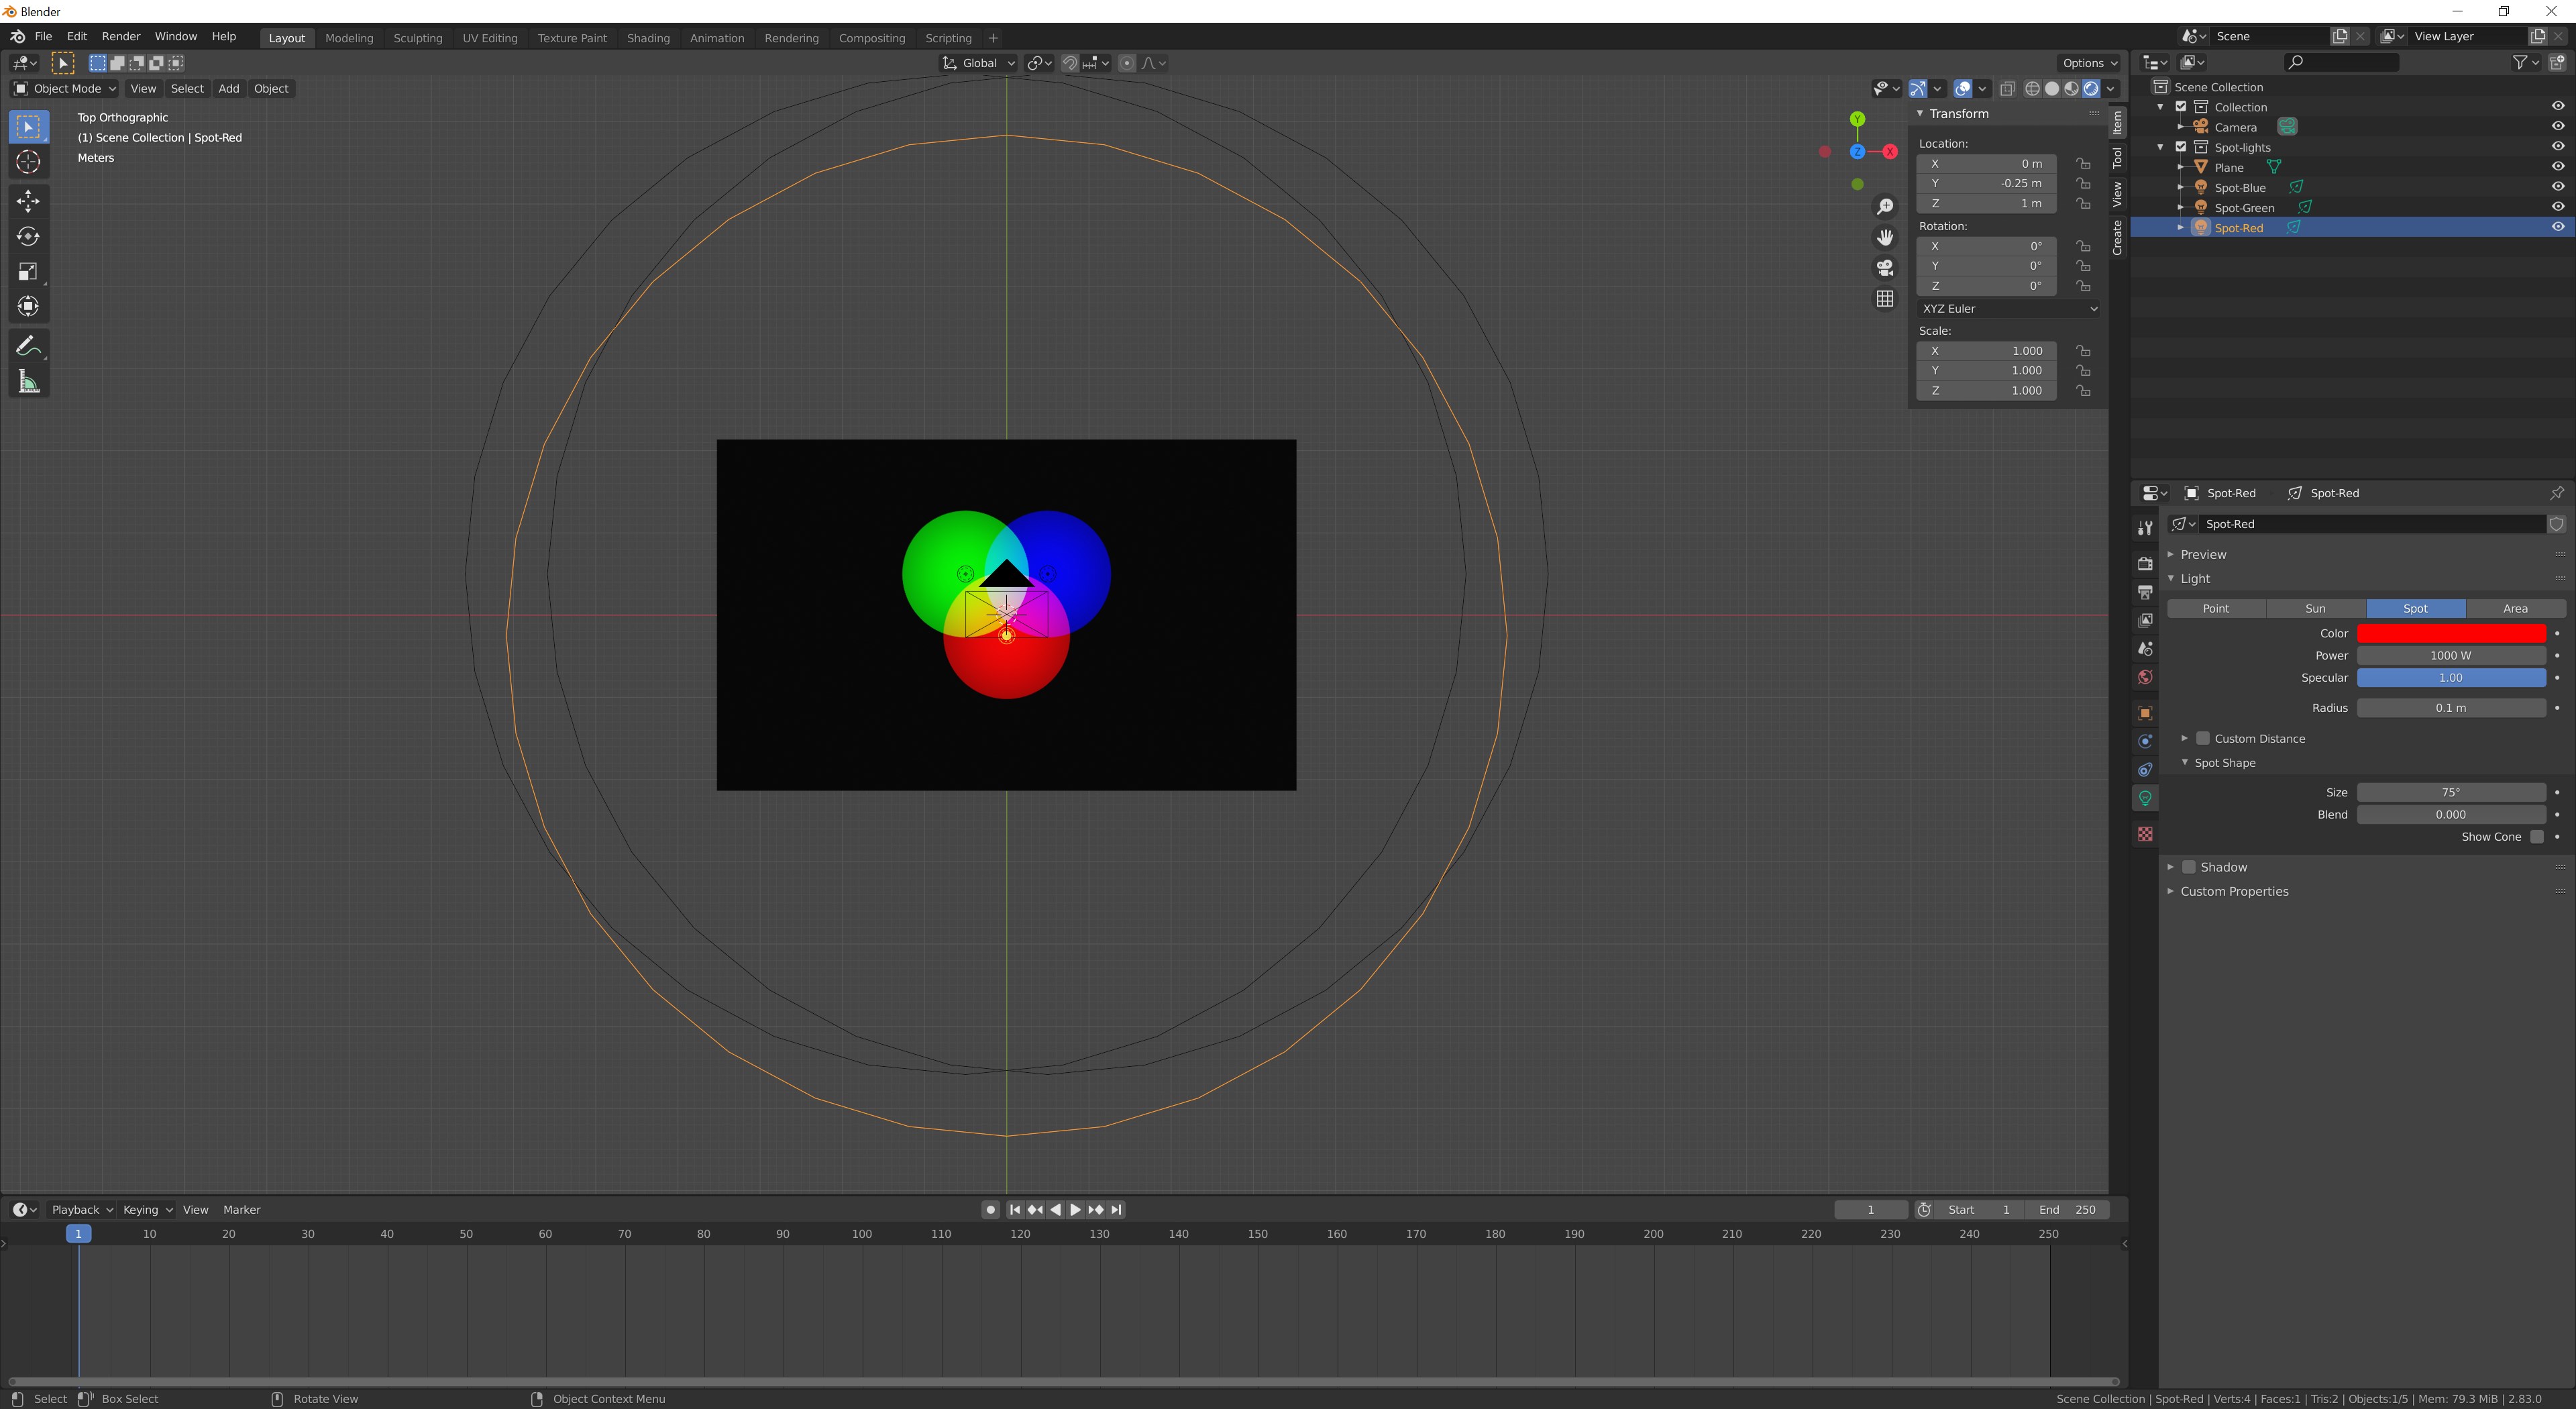 Blender
File Edit Render Window Help Layout Modeling Sculpting UV Editing Texture Paint Shading Animation Rendering Compositing Scripting + Scene View Layer
Global Options
Object Mode View Select Add Object
Top Orthographic
(1) Scene Collection | Spot-Red
Meters
Y
Z
X
Transform
Location:
X 0 m
Y -0.25 m
Z 1 m
Rotation:
X 0°
Y 0°
Z 0°
XYZ Euler
Scale:
X 1.000
Y 1.000
Z 1.000
Item
Tool
View
Create
Scene Collection
Collection
Camera
Spot-lights
Plane
Spot-Blue
Spot-Green
Spot-Red
Spot-Red Spot-Red
Spot-Red
Preview
Light
Point Sun Spot Area
Color
Power 1000 W
Specular 1.00
Radius 0.1 m
Custom Distance
Spot Shape
Size 75°
Blend 0.000
Show Cone
Shadow
Custom Properties
Playback Keying View Marker 1 Start 1 End 250
1 10 20 30 40 50 60 70 80 90 100 110 120 130 140 150 160 170 180 190 200 210 220 230 240 250
Select Box Select Rotate View Object Context Menu Scene Collection | Spot-Red | Verts:4 | Faces:1 | Tris:2 | Objects:1/5 | Mem: 79.3 MiB | 2.83.0